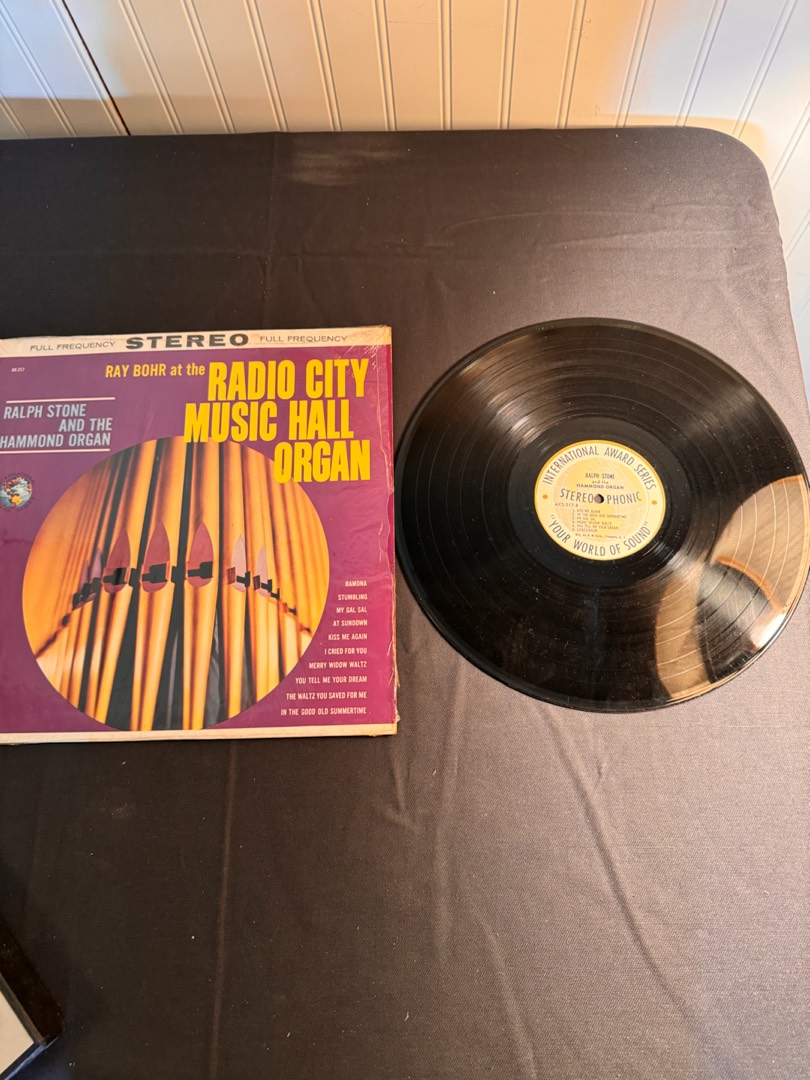 FULL FREQUENCY STEREO FULL FREQUENCY
RAY BOHR at the RADIO CITY
MUSIC HALL
ORGAN
RALPH STONE
AND THE
HAMMOND ORGAN
RAMONA
STUMBLING
MY GAL SAL
AT SUNDOWN
KISS ME AGAIN
I CRIED FOR YOU
MERRY WIDOW WALTZ
YOU TELL ME YOUR DREAM
THE WALTZ YOU SAVED FOR ME
IN THE GOOD OLD SUMMERTIME
INTERNATIONAL AWARD SERIES
RALPH STONE
and the
HAMMOND ORGAN
STEREOPHONIC
"YOUR WORLD OF SOUND"